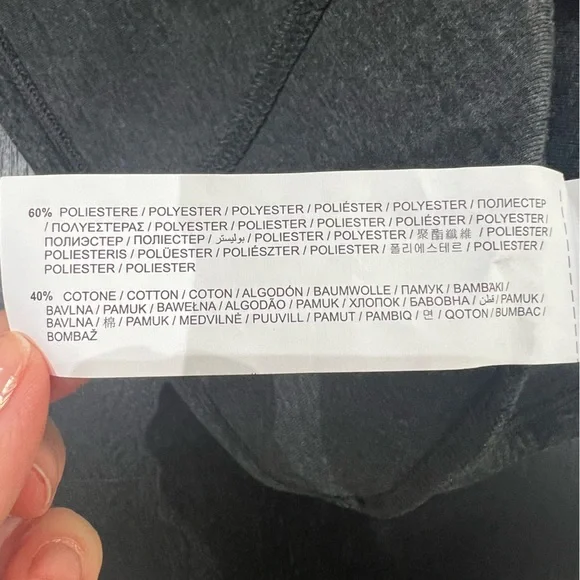 60% POLIESTERE / POLYESTER / POLYESTER / POLIÉSTER / POLYESTER / ПОЛИЕСТЕР
/ ΠΟΛΥΕΣΤΕΡΑΣ / POLYESTER / POLIESTER / POLIÉSTER / POLYESTER /
ПОЛИЭСТЕР / ПОЛІЕСТЕР / بوليستر / POLIESTER / POLYESTER / 聚酯纖維 / POLIESTER/
POLIESTERIS / POLÜESTER / POLIÉSZTER / POLIESTER / 폴리에스테르 / POLIESTER /
POLIESTER / POLIESTER
40% COTONE / COTTON / COTON / ALGODÓN / BAUMWOLLE / ПАМУК / ΒΑΜΒΑΚΙ /
BAVLNA / PAMUK / BAWEŁNA / ALGODÃO / PAMUK / ХЛОПОК / БАВОВНА / قطن / PAMUK /
BAVLNA / 棉 / PAMUK / MEDVILNĖ / PUUVILL / PAMUT / PAMBIQ / 면 / QOTON / BUMBAC /
BOMBAŽ